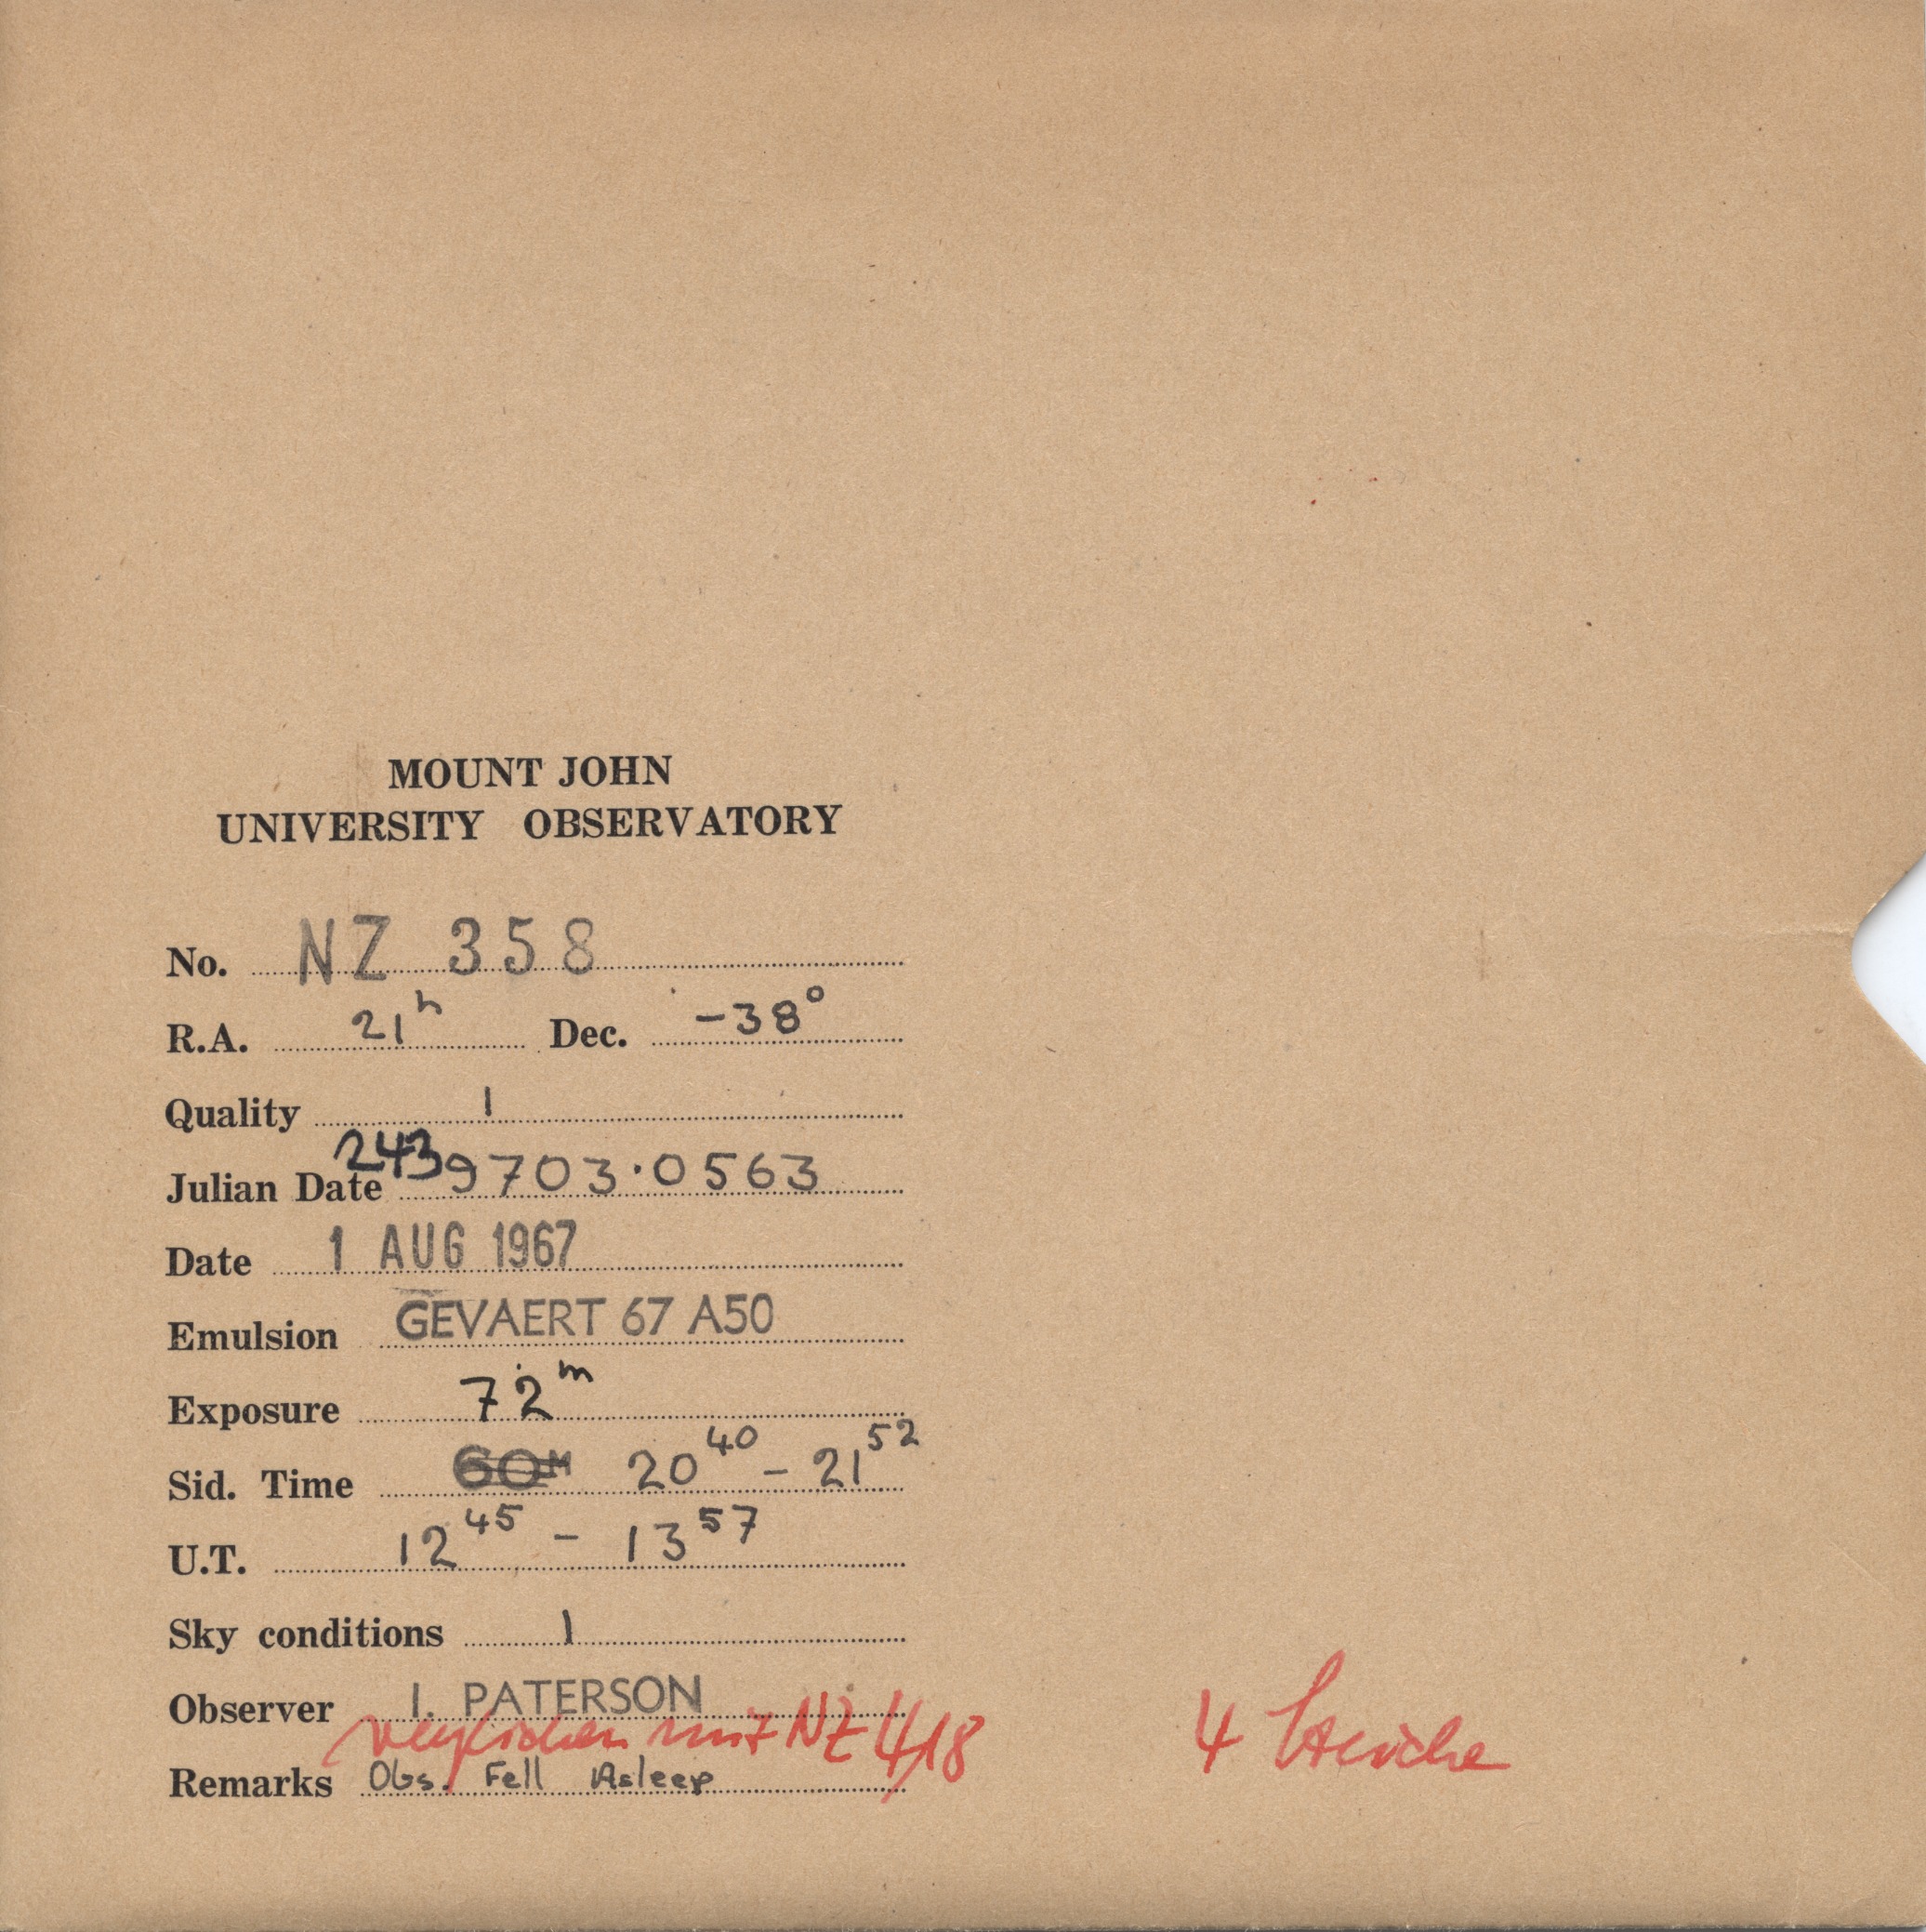 MOUNT JOHN
UNIVERSITY OBSERVATORY
No. NZ 358
R.A. 21h Dec. -38°
Quality 1
Julian Date 2439703·0563
Date 1 AUG 1967
Emulsion GEVAERT 67 A50
Exposure 72m
Sid. Time 60M 20 40 - 21 52
U.T. 12 45 - 13 57
Sky conditions 1
Observer I. PATERSON
verglichen mit NZ 418
4 Striche
Remarks Obs. Fell Asleep